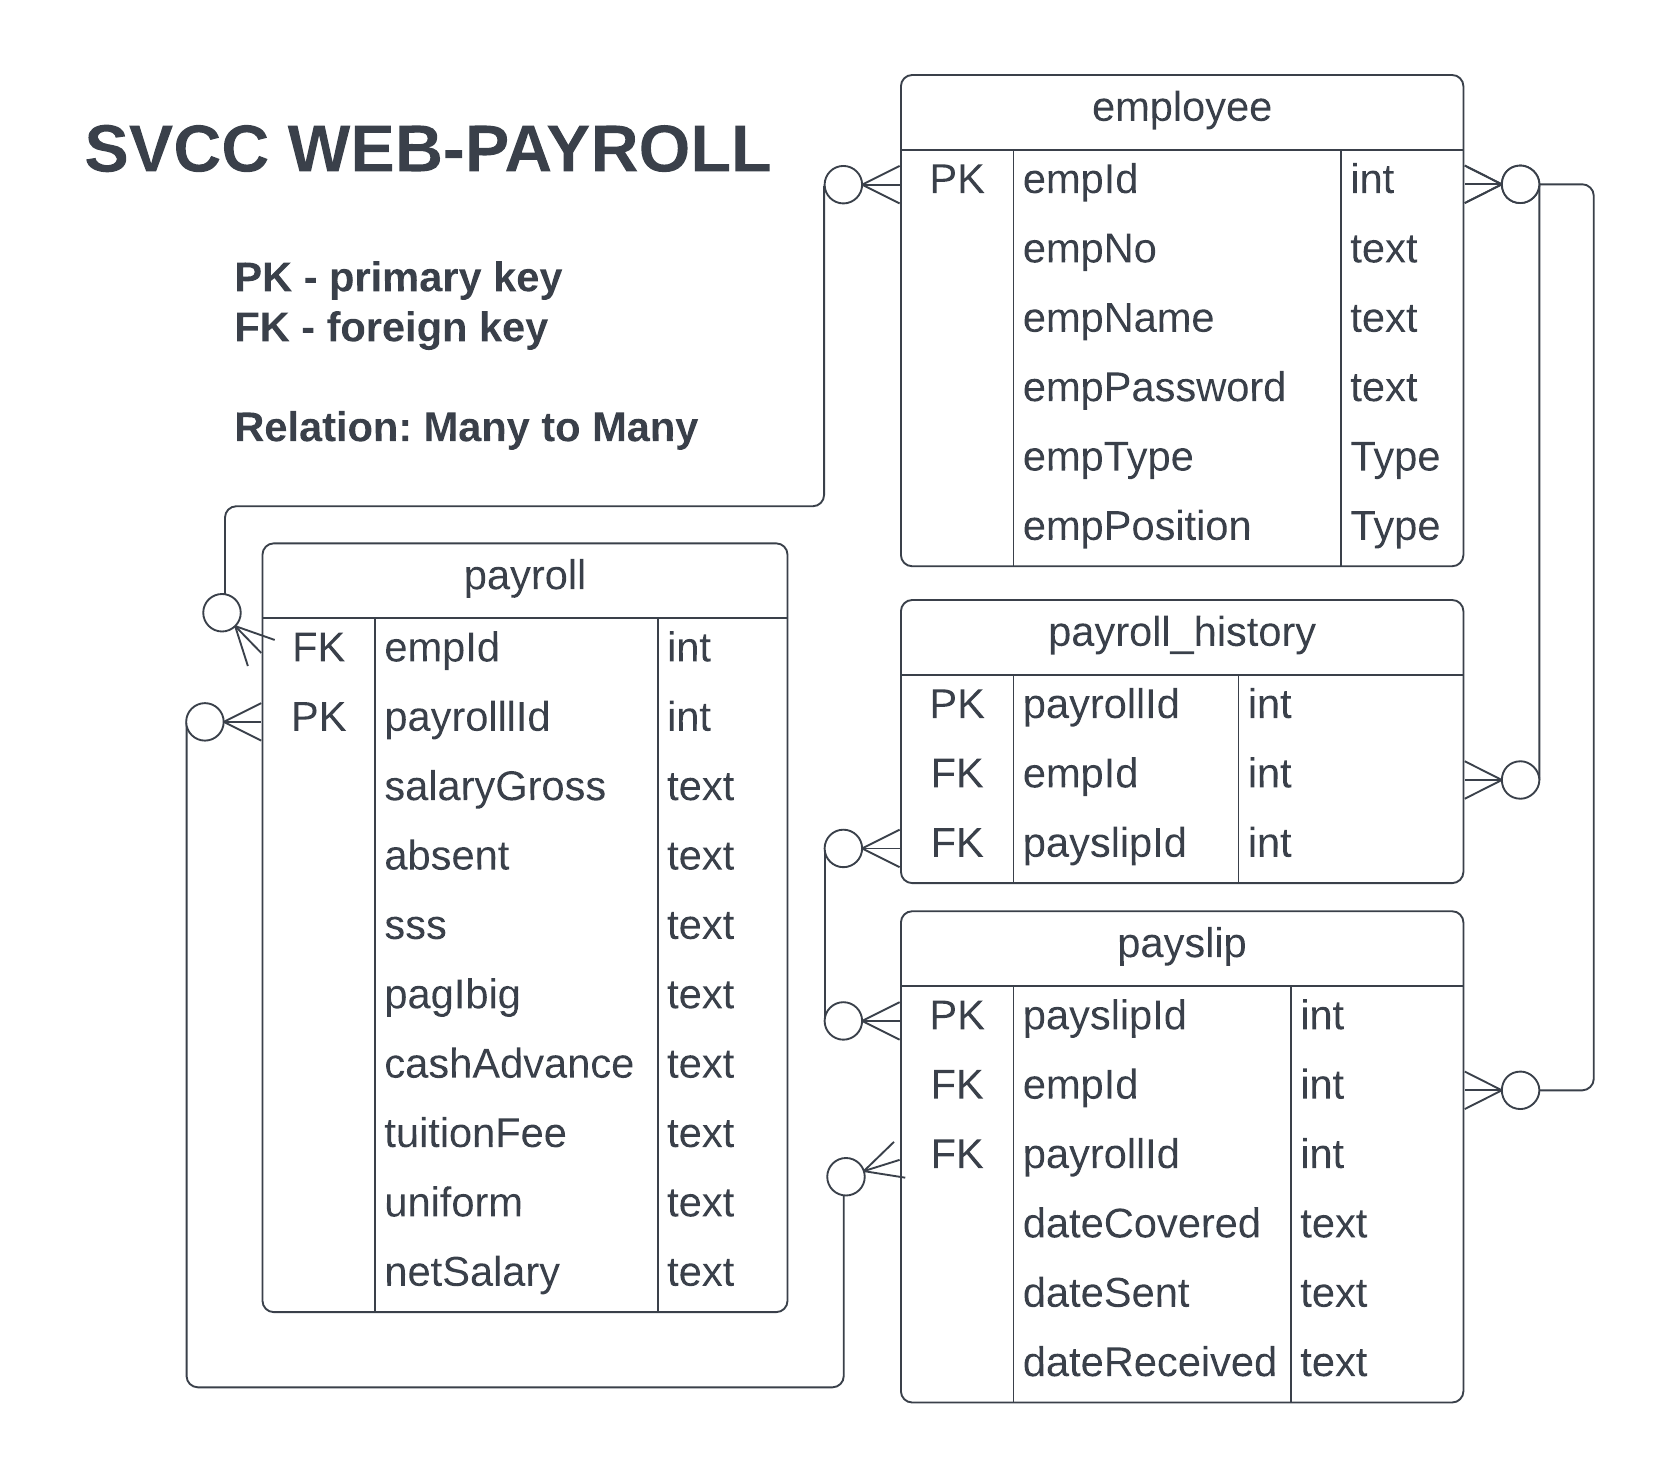 SVCC WEB-PAYROLL
PK - primary key
FK - foreign key
Relation: Many to Many
employee
PK empId int
empNo text
empName text
empPassword text
empType Type
empPosition Type
payroll
FK empId int
PK payrolllId int
salaryGross text
absent text
sss text
pagIbig text
cashAdvance text
tuitionFee text
uniform text
netSalary text
payroll_history
PK payrollId int
FK empId int
FK payslipId int
payslip
PK payslipId int
FK empId int
FK payrollId int
dateCovered text
dateSent text
dateReceived text